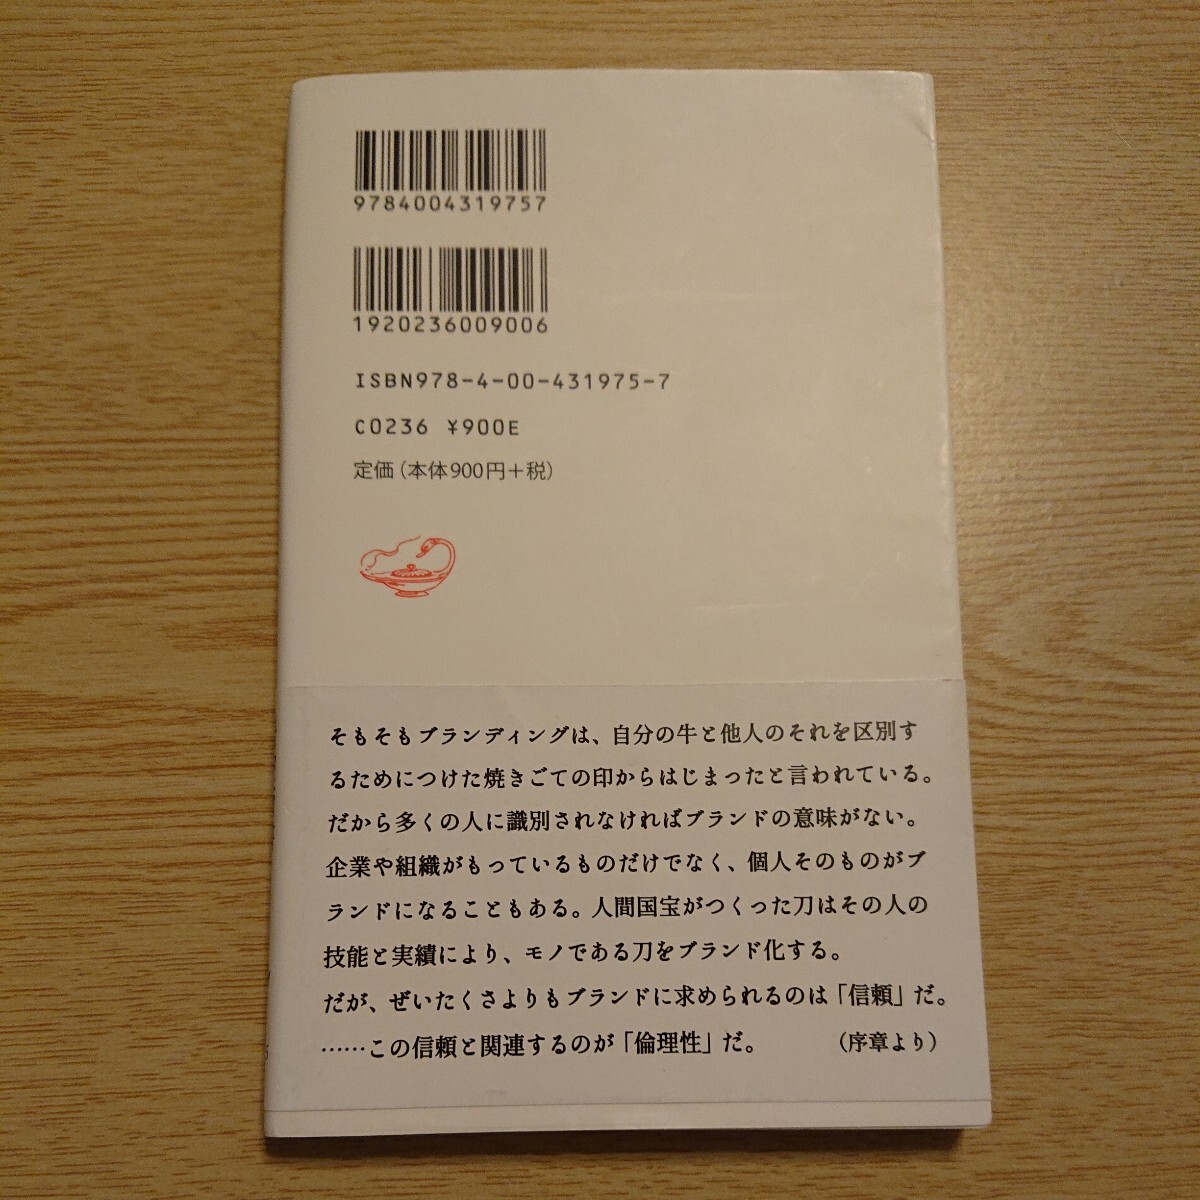 9784004319757
1920236009006
ISBN978-4-00-431975-7
C0236 ¥900E
定価(本体900円+税)
そもそもブランディングは、自分の牛と他人のそれを区別す
るためにつけた焼きごての印からはじまったと言われている。
だから多くの人に識別されなければブランドの意味がない。
企業や組織がもっているものだけでなく、個人そのものがブ
ランドになることもある。人間国宝がつくった刀はその人の
技能と実績により、モノである刀をブランド化する。
だが、ぜいたくさよりもブランドに求められるのは「信頼」だ。
……この信頼と関連するのが「倫理性」だ。 (序章より)